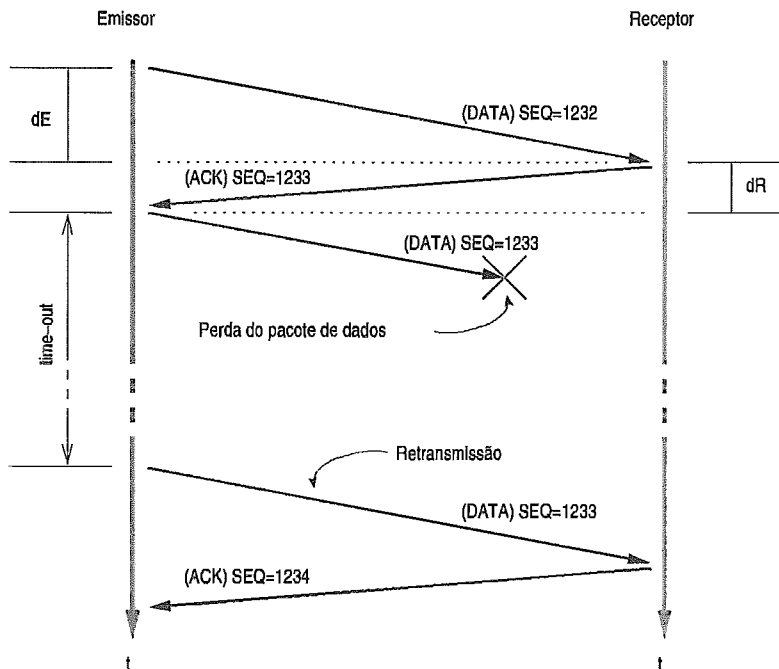 Emissor
Receptor
dE
(DATA) SEQ=1232
(ACK) SEQ=1233
dR
(DATA) SEQ=1233
Perda do pacote de dados
time-out
Retransmissão
(DATA) SEQ=1233
(ACK) SEQ=1234
t
t